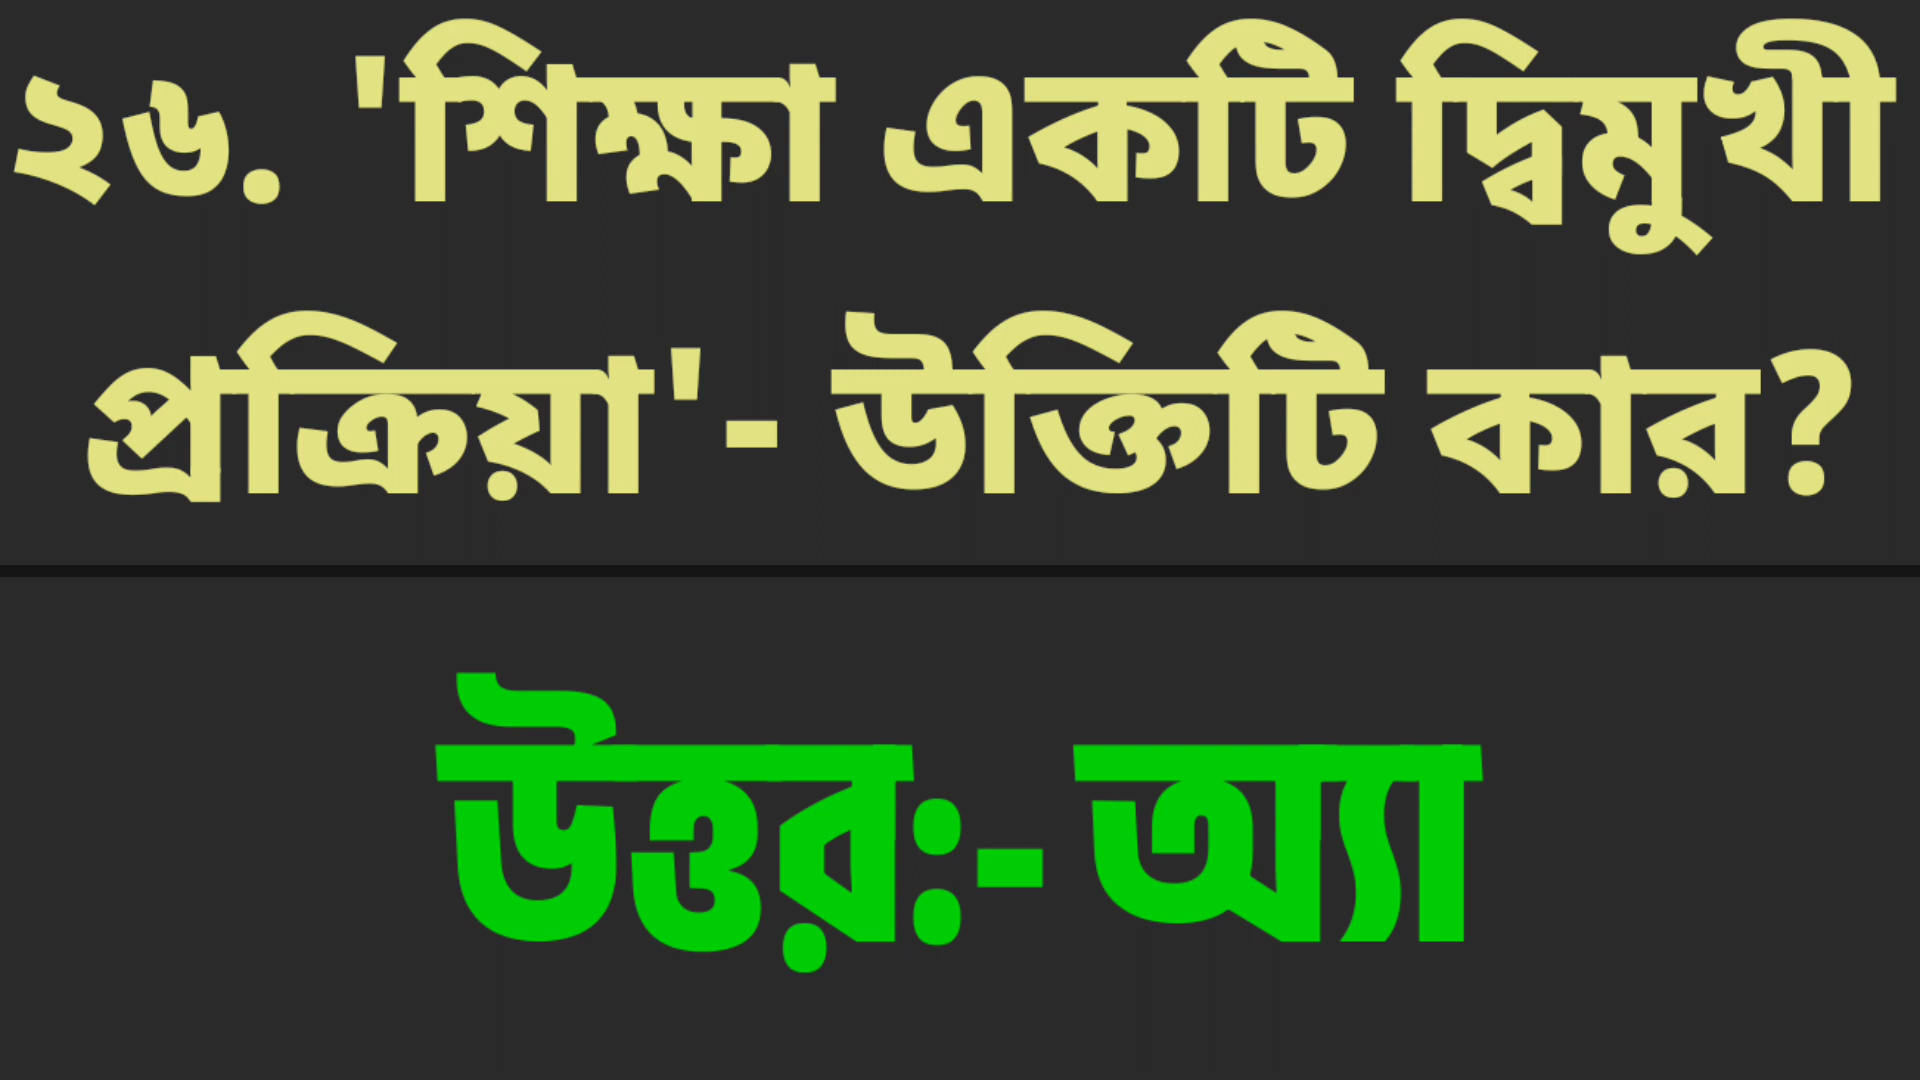 ২৬. 'শিক্ষা একটি দ্বিমুখী
প্রক্রিয়া'- উক্তিটি কার?
উত্তর:- অ্যা